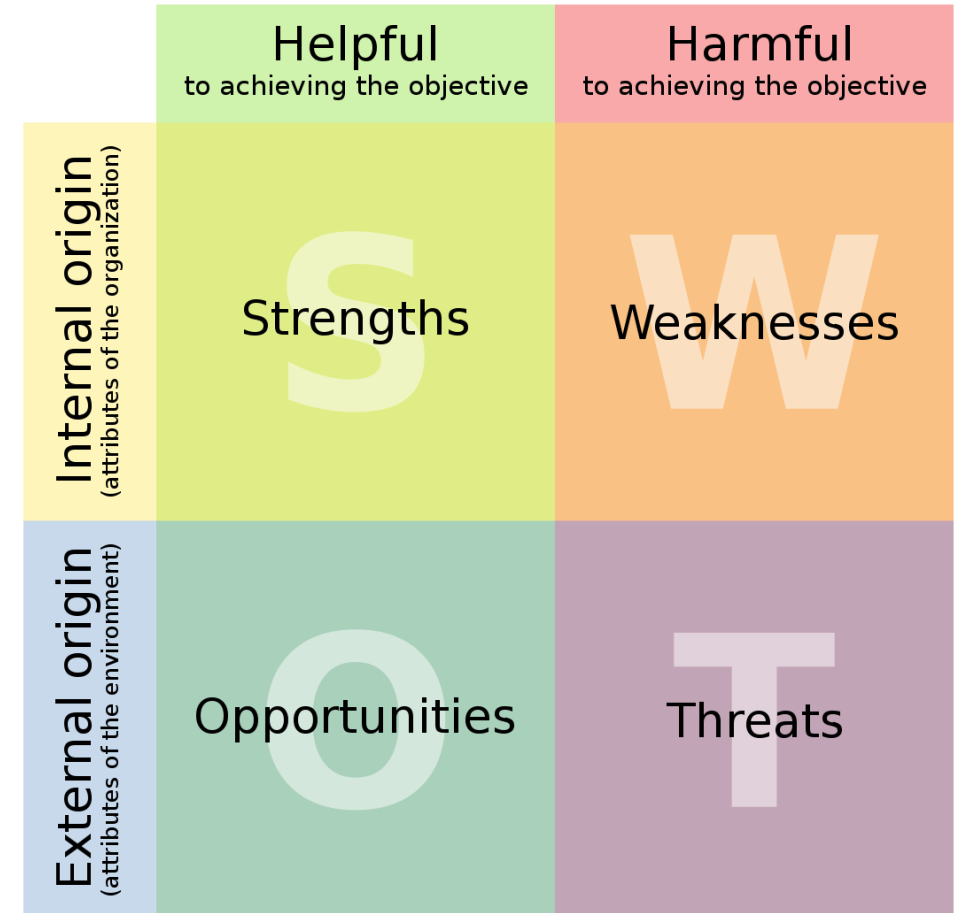 Helpful
to achieving the objective
Harmful
to achieving the objective
Internal origin
(attributes of the organization)
S
Strengths
W
Weaknesses
External origin
(attributes of the environment)
O
Opportunities
T
Threats